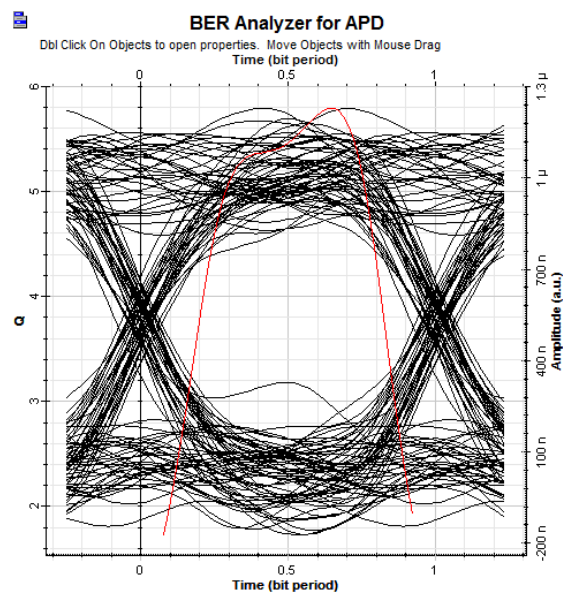 BER Analyzer for APD
Dbl Click On Objects to open properties. Move Objects with Mouse Drag
Time (bit period)
0 0.5 1
6
5
4
3
2
Q
1.3 µ
1 µ
700 n
400 n
100 n
-200 n
Amplitude (a.u.)
0 0.5 1
Time (bit period)